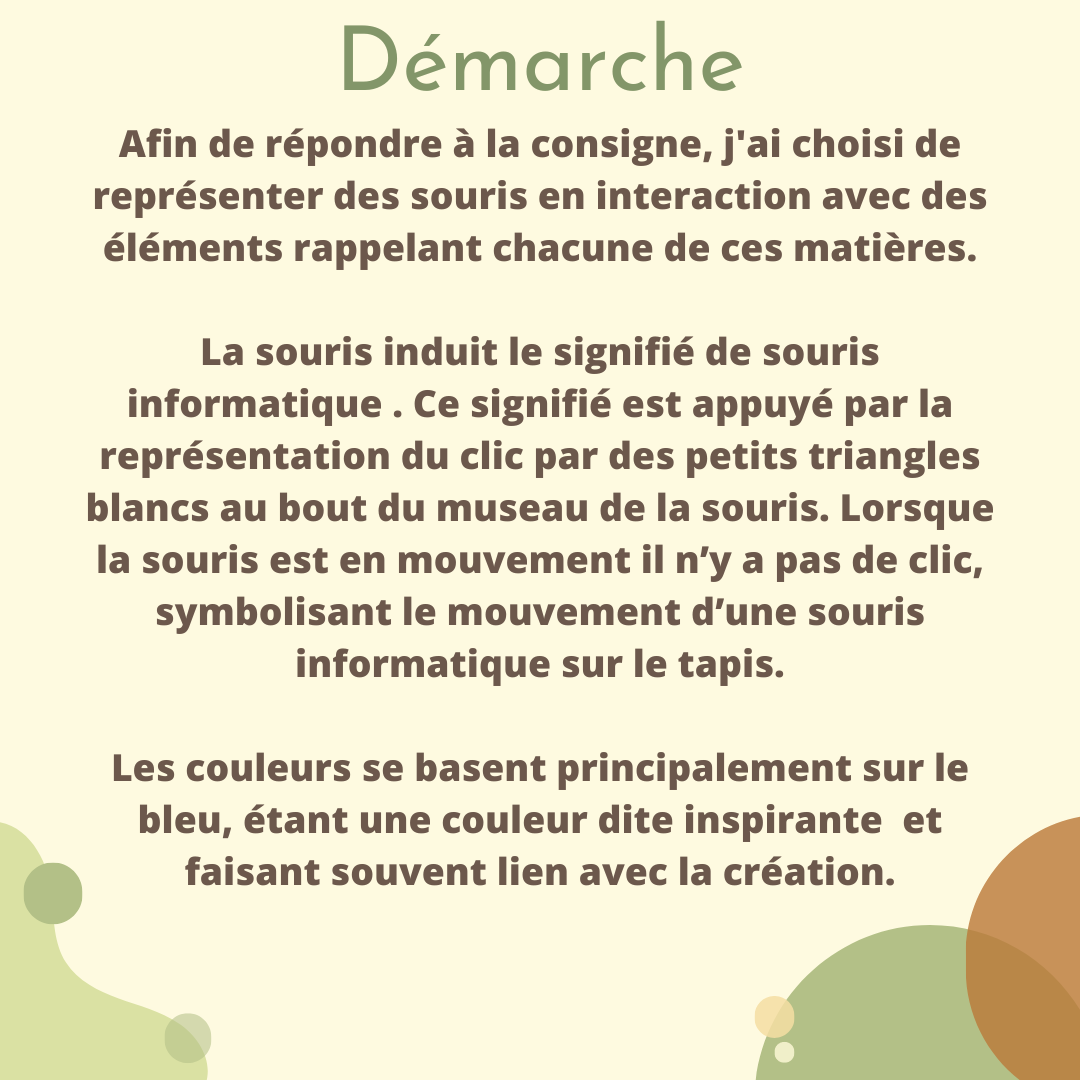 Démarche
Afin de répondre à la consigne, j'ai choisi de
représenter des souris en interaction avec des
éléments rappelant chacune de ces matières.
La souris induit le signifié de souris
informatique . Ce signifié est appuyé par la
représentation du clic par des petits triangles
blancs au bout du museau de la souris. Lorsque
la souris est en mouvement il n’y a pas de clic,
symbolisant le mouvement d’une souris
informatique sur le tapis.
Les couleurs se basent principalement sur le
bleu, étant une couleur dite inspirante  et
faisant souvent lien avec la création.